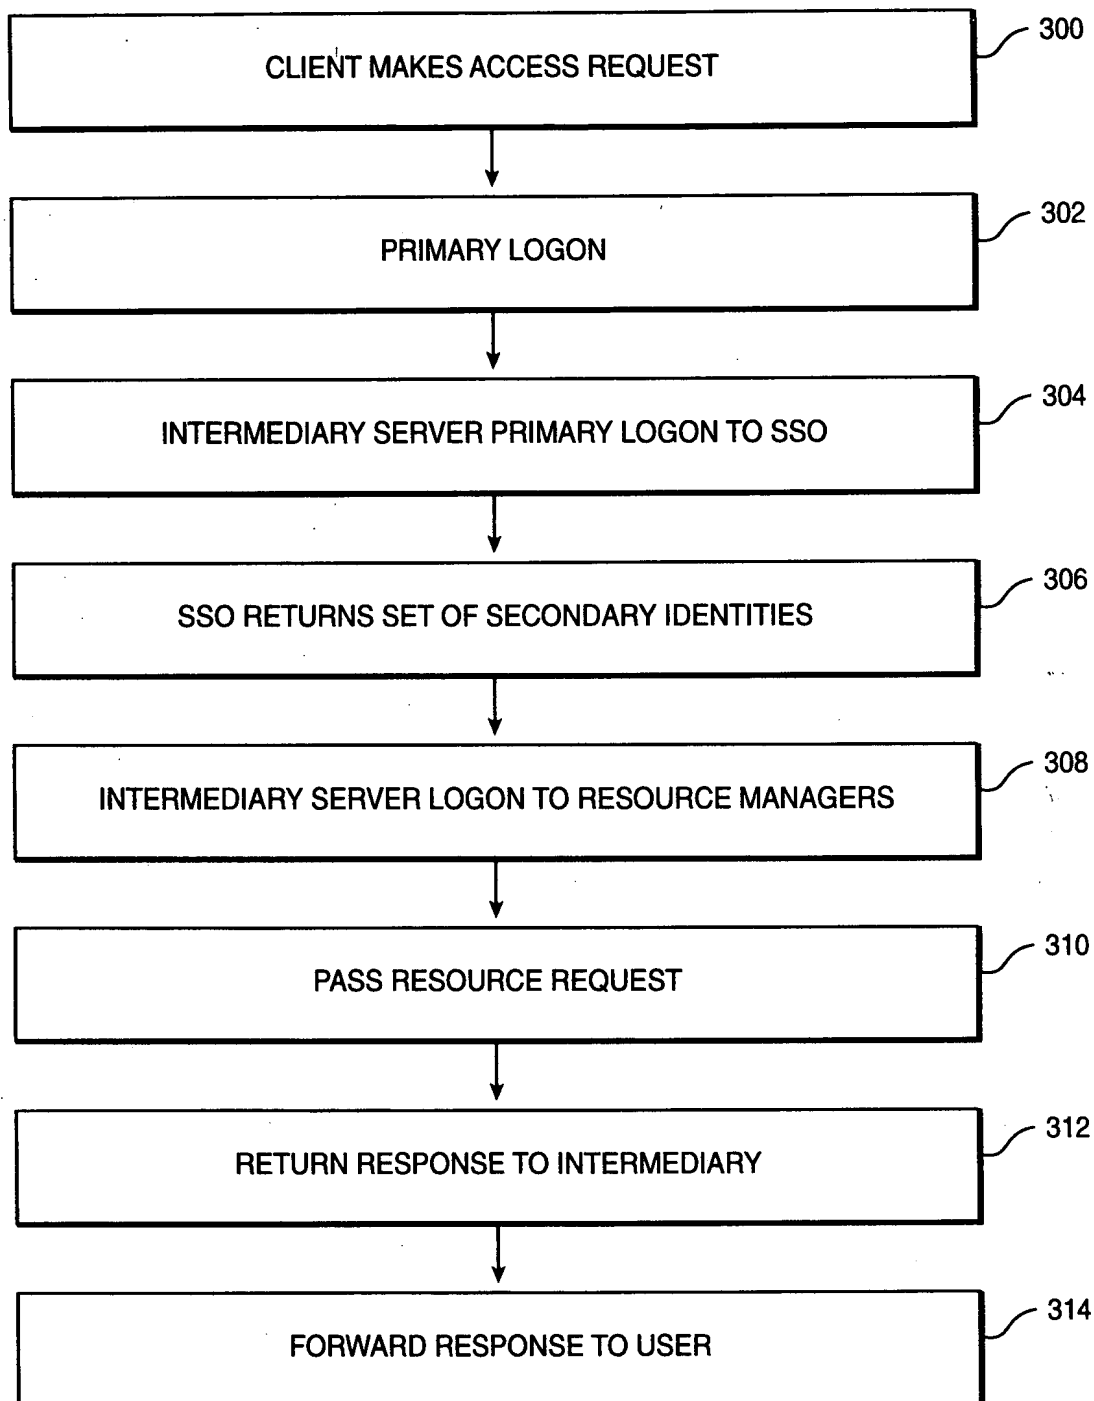 CLIENT MAKES ACCESS REQUEST
300
PRIMARY LOGON
302
INTERMEDIARY SERVER PRIMARY LOGON TO SSO
304
SSO RETURNS SET OF SECONDARY IDENTITIES
306
INTERMEDIARY SERVER LOGON TO RESOURCE MANAGERS
308
PASS RESOURCE REQUEST
310
RETURN RESPONSE TO INTERMEDIARY
312
FORWARD RESPONSE TO USER
314